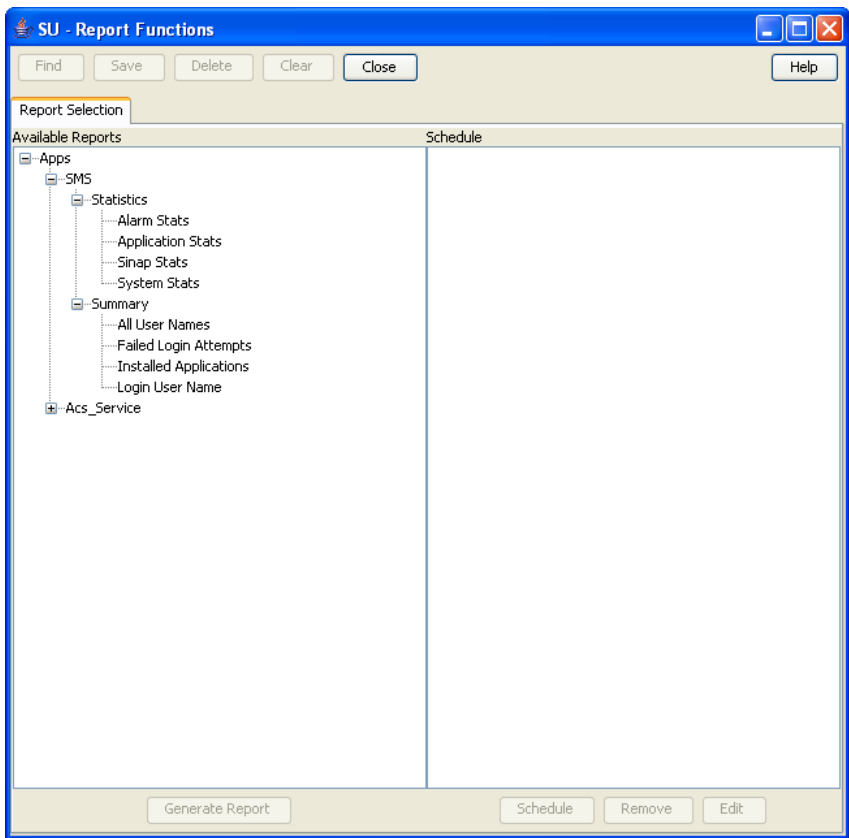 SU - Report Functions
Find Save Delete Clear Close Help
Report Selection
Available Reports Schedule
Apps
SMS
Statistics
Alarm Stats
Application Stats
Sinap Stats
System Stats
Summary
All User Names
Failed Login Attempts
Installed Applications
Login User Name
Acs_Service
Generate Report Schedule Remove Edit